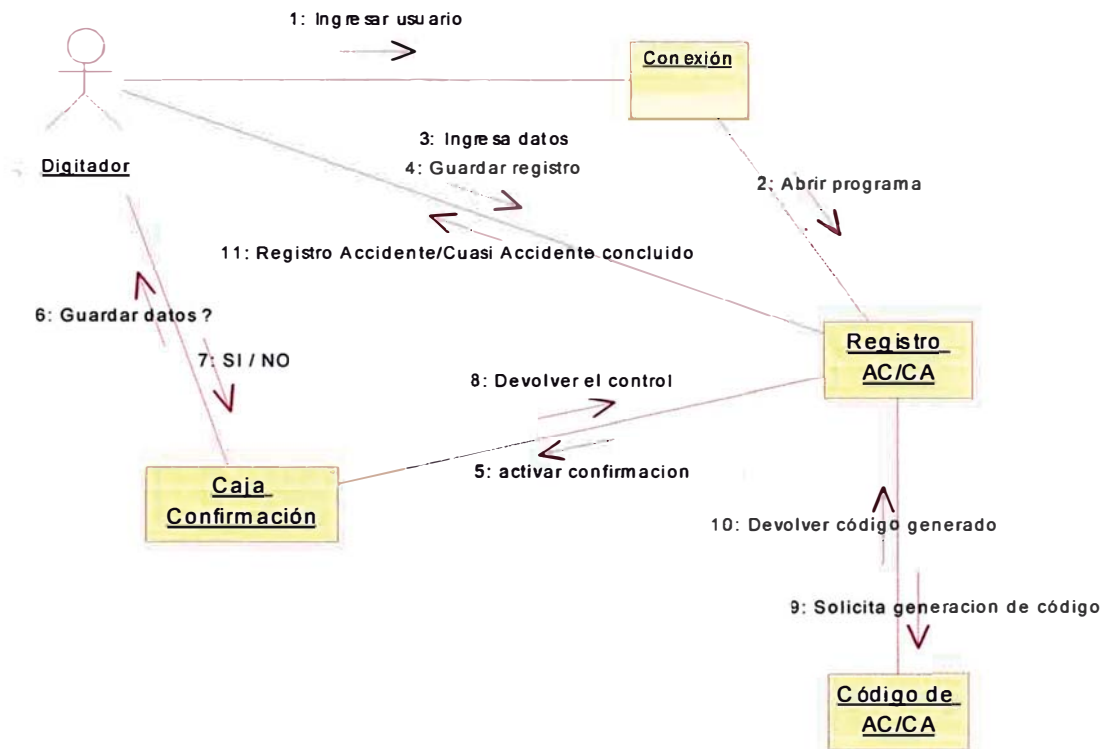 1: Ingresar usuario
Conexión
3: Ingresa datos
4: Guardar registro
Digitador
2: Abrir programa
11: Registro Accidente/Cuasi Accidente concluido
6: Guardar datos ?
7: SI / NO
Registro
AC/CA
8: Devolver el control
5: activar confirmacion
Caja
Confirmación
10: Devolver código generado
9: Solicita generacion de código
Código de
AC/CA